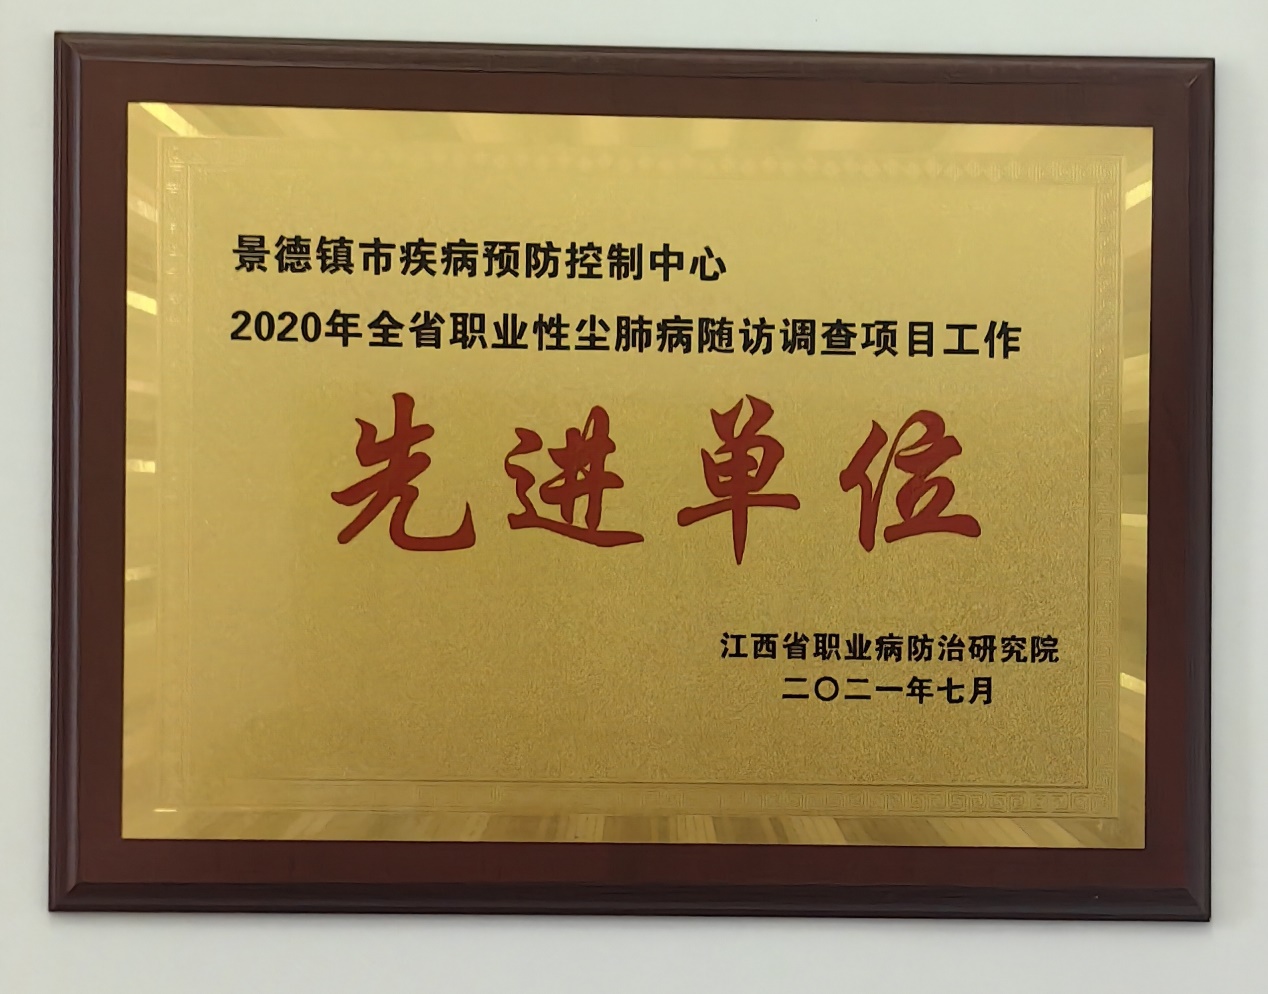 景德镇市疾病预防控制中心
2020年全省职业性尘肺病随访调查项目工作
先进单位
江西省职业病防治研究院
二〇二一年七月